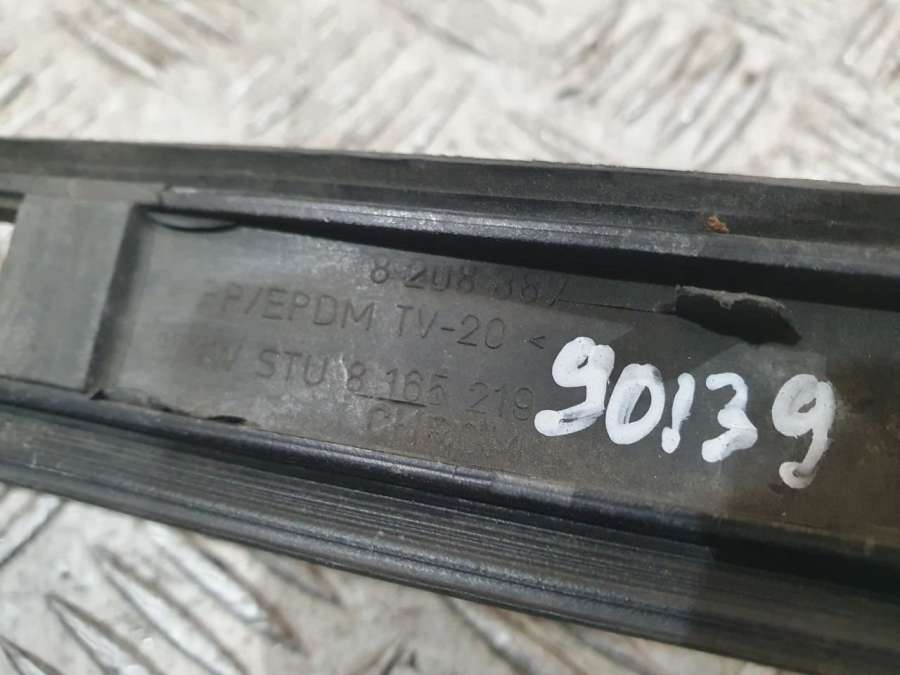 8 208 387
PP/EPDM TV-20 <
STU 8 165 219
90139